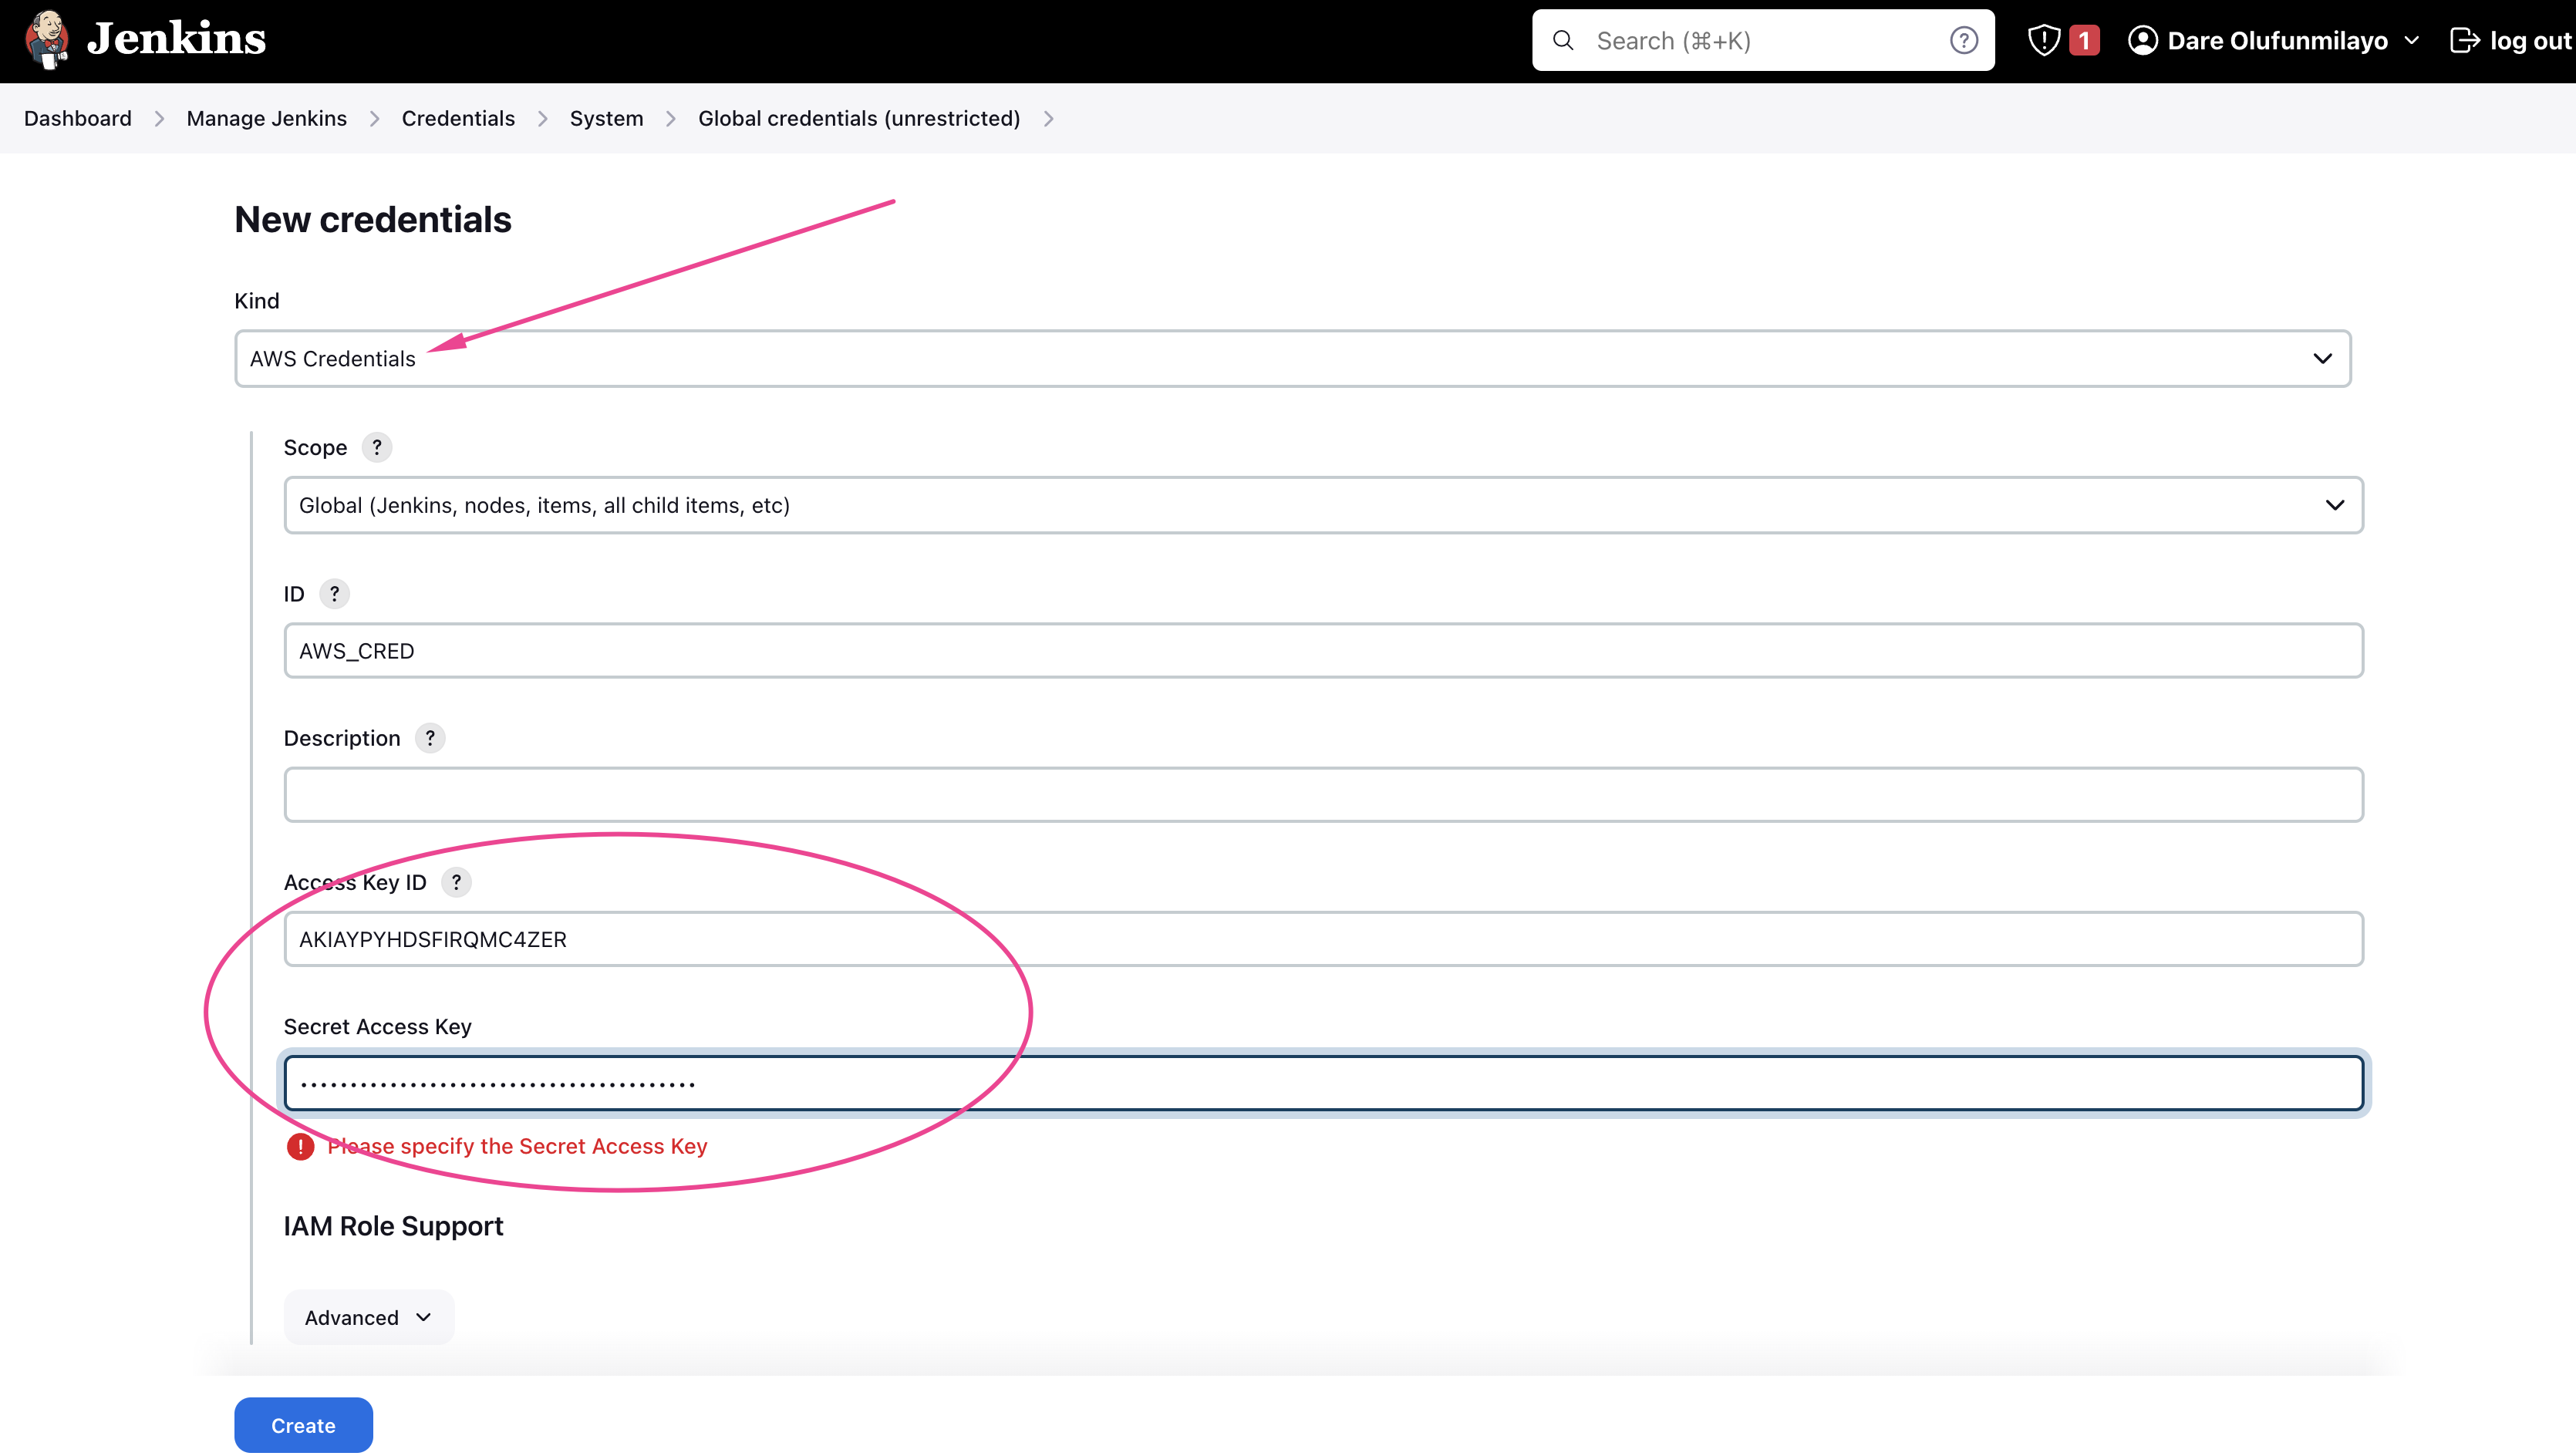 Jenkins
Search (⌘+K)
?
1
Dare Olufunmilayo
log out
Dashboard > Manage Jenkins > Credentials > System > Global credentials (unrestricted) >
New credentials
Kind
AWS Credentials
Scope ?
Global (Jenkins, nodes, items, all child items, etc)
ID ?
AWS_CRED
Description ?
Access Key ID ?
AKIAYPYHDSFIRQMC4ZER
Secret Access Key
••••••••••••••••••••••••••••••••••••••••
Please specify the Secret Access Key
IAM Role Support
Advanced
Create